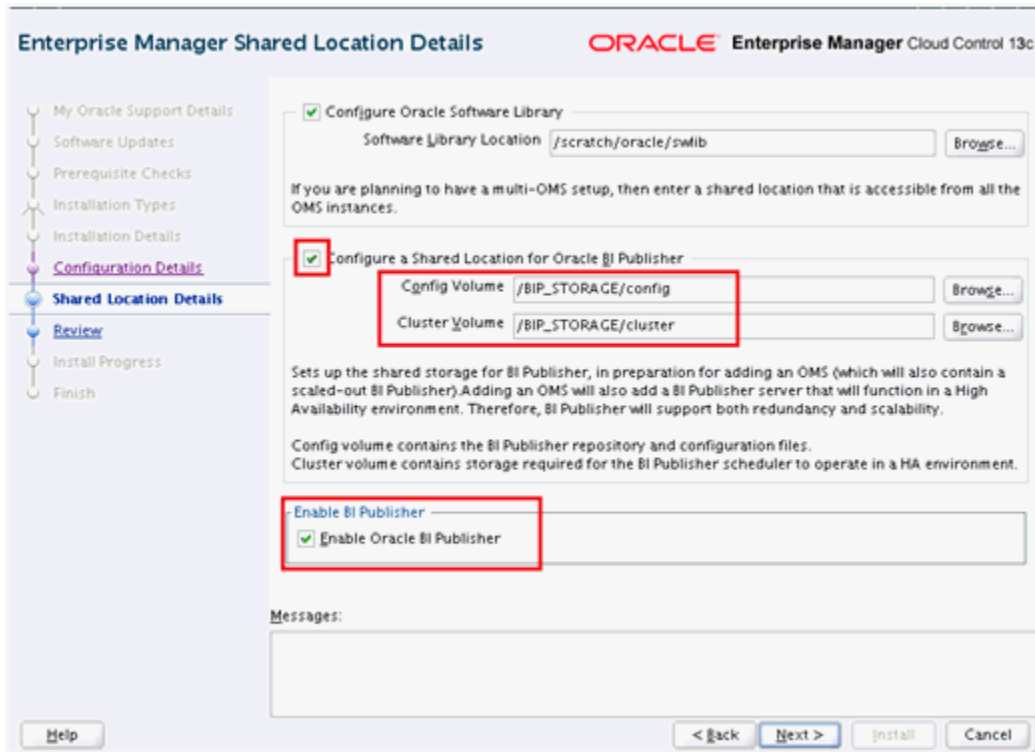 Enterprise Manager Shared Location Details
ORACLE Enterprise Manager Cloud Control 13c
My Oracle Support Details
Software Updates
Prerequisite Checks
Installation Types
Installation Details
Configuration Details
Shared Location Details
Review
Install Progress
Finish
Configure Oracle Software Library
Software Library Location /scratch/oracle/swlib Browse...
If you are planning to have a multi-OMS setup, then enter a shared location that is accessible from all the
OMS instances.
Configure a Shared Location for Oracle BI Publisher
Config Volume /BIP_STORAGE/config Browse...
Cluster Volume /BIP_STORAGE/cluster Browse...
Sets up the shared storage for BI Publisher, in preparation for adding an OMS (which will also contain a
scaled-out BI Publisher).Adding an OMS will also add a BI Publisher server that will function in a High
Availability environment. Therefore, BI Publisher will support both redundancy and scalability.
Config volume contains the BI Publisher repository and configuration files.
Cluster volume contains storage required for the BI Publisher scheduler to operate in a HA environment.
Enable BI Publisher
Enable Oracle BI Publisher
Messages:
Help
< Back Next > Install Cancel